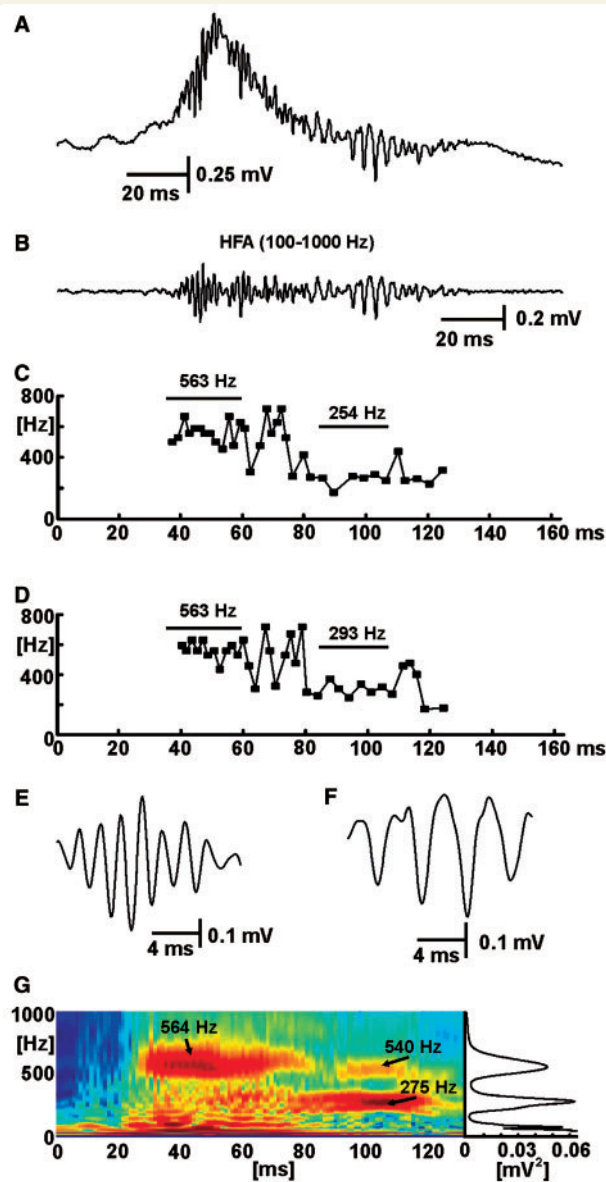 A
0.25 mV
20 ms
B
HFA (100-1000 Hz)
0.2 mV
20 ms
C
800
[Hz]
400
0
563 Hz
254 Hz
0 20 40 60 80 100 120 140 160 ms
D
800
[Hz]
400
0
563 Hz
293 Hz
0 20 40 60 80 100 120 140 160 ms
E
0.1 mV
4 ms
F
0.1 mV
4 ms
G
1000
[Hz]
500
0
564 Hz
540 Hz
275 Hz
0 20 40 60 80 100 120
[ms]
0 0.03 0.06
[mV²]